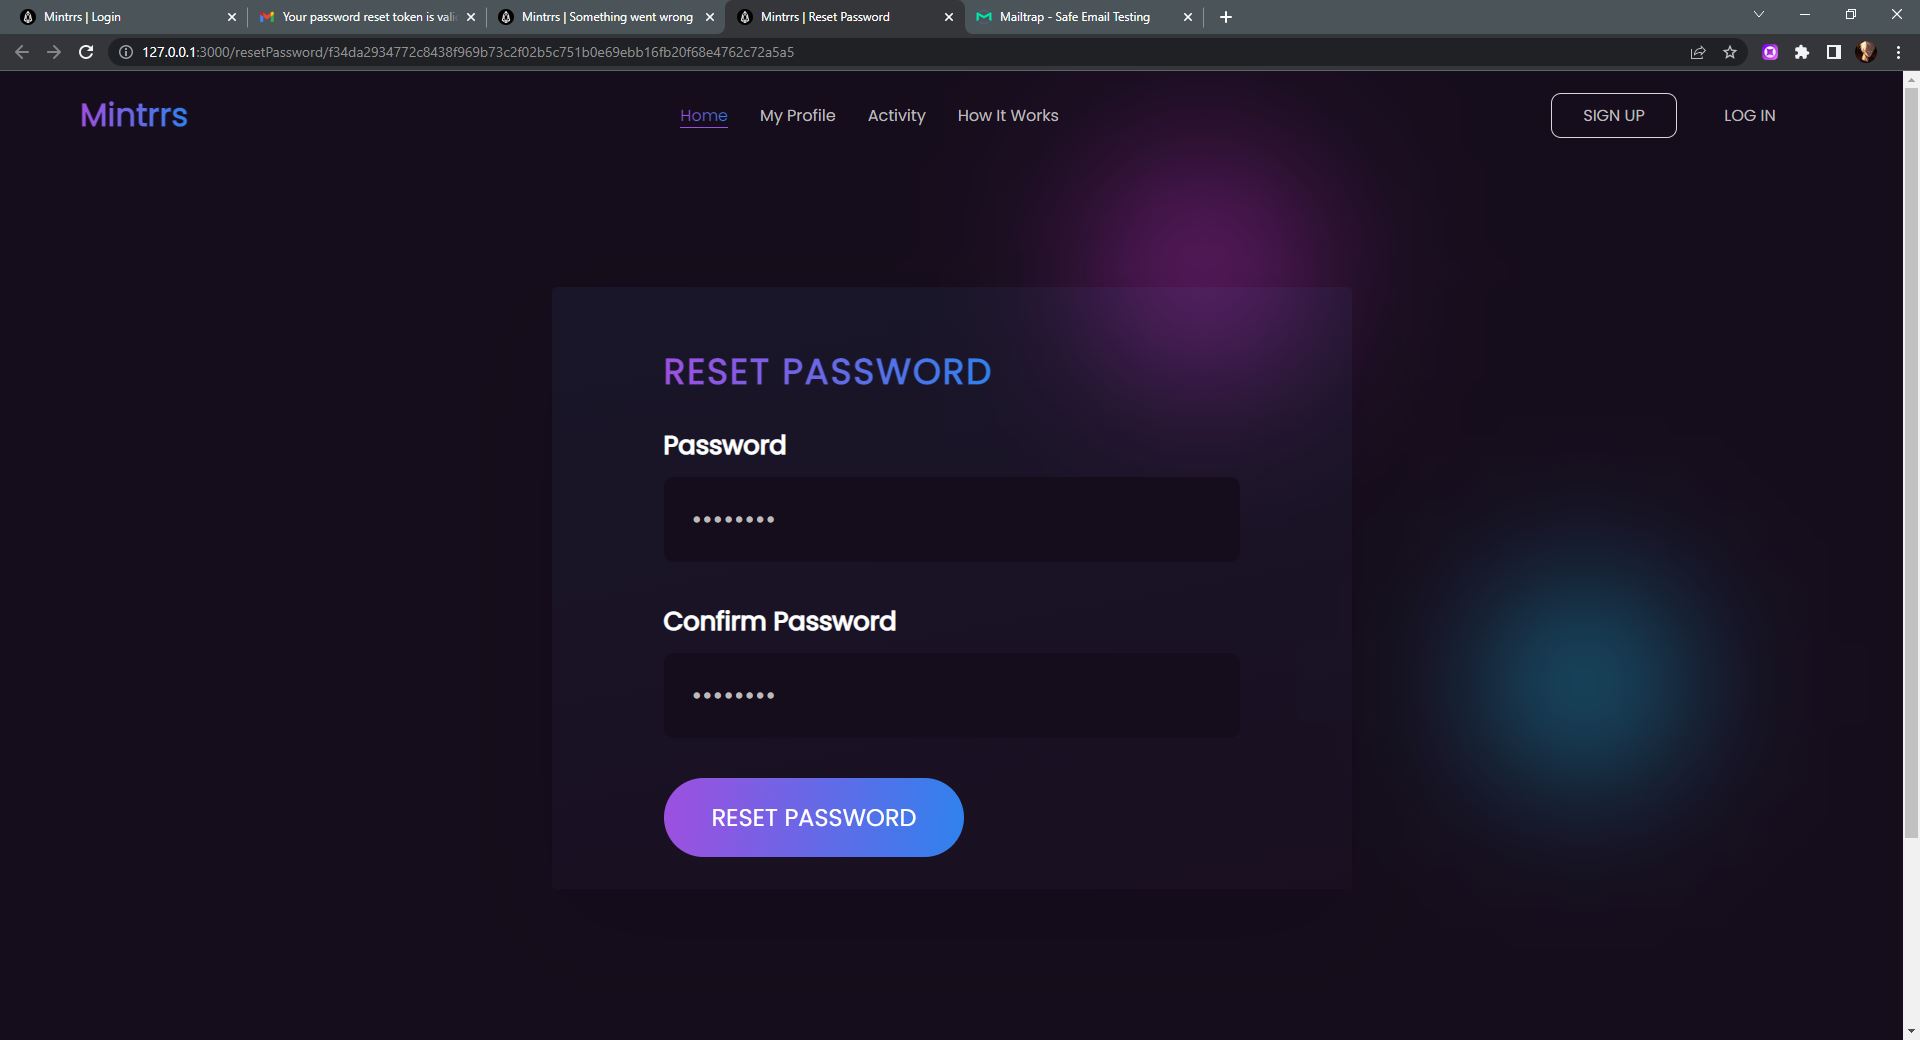 Mintrrs | Login
Your password reset token is vali
Mintrrs | Something went wrong
Mintrrs | Reset Password
Mailtrap - Safe Email Testing
127.0.0.1:3000/resetPassword/f34da2934772c8438f969b73c2f02b5c751b0e69ebb16fb20f68e4762c72a5a5
Mintrrs
Home
My Profile
Activity
How It Works
SIGN UP
LOG IN
RESET PASSWORD
Password
••••••••
Confirm Password
••••••••
RESET PASSWORD